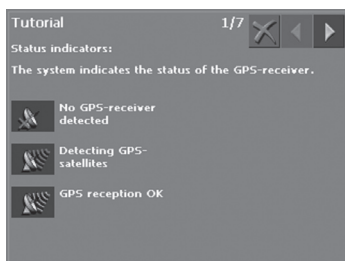 Tutorial 1/7
Status indicators:
The system indicates the status of the GPS-receiver.
No GPS-receiver
detected
Detecting GPS-
satellites
GPS reception OK